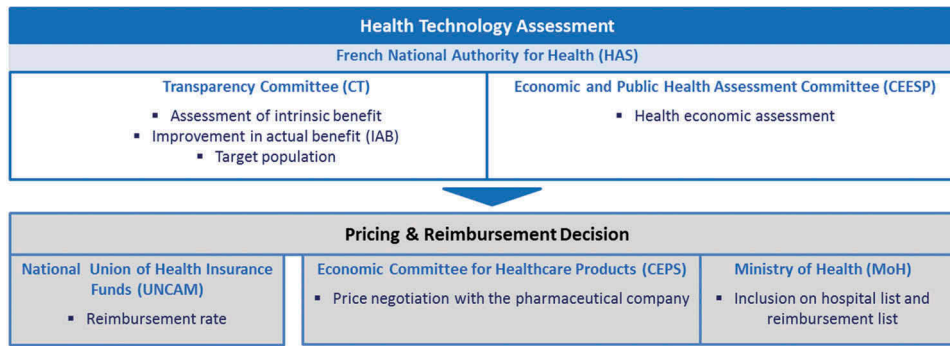 Health Technology Assessment
French National Authority for Health (HAS)
Transparency Committee (CT)
▪ Assessment of intrinsic benefit
▪ Improvement in actual benefit (IAB)
▪ Target population
Economic and Public Health Assessment Committee (CEESP)
▪ Health economic assessment
Pricing & Reimbursement Decision
National Union of Health Insurance
Funds (UNCAM)
▪ Reimbursement rate
Economic Committee for Healthcare Products (CEPS)
▪ Price negotiation with the pharmaceutical company
Ministry of Health (MoH)
▪ Inclusion on hospital list and
reimbursement list